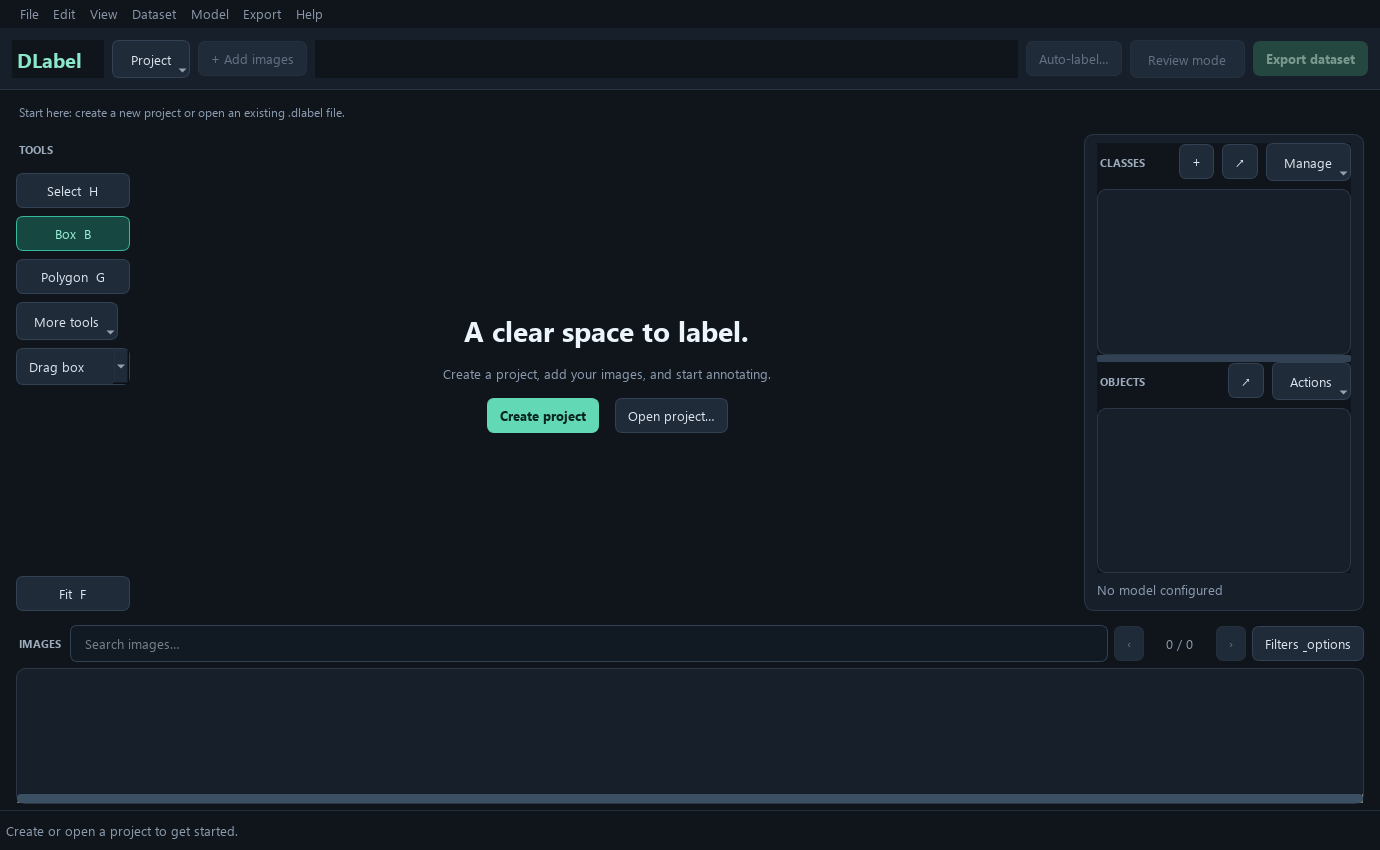 File Edit View Dataset Model Export Help
DLabel Project + Add images Auto-label... Review mode Export dataset
Start here: create a new project or open an existing .dlabel file.
TOOLS
Select H
Box B
Polygon G
More tools
Drag box
Fit F
A clear space to label.
Create a project, add your images, and start annotating.
Create project Open project...
CLASSES + ↗ Manage
OBJECTS ↗ Actions
No model configured
IMAGES Search images... ‹ 0 / 0 › Filters _options
Create or open a project to get started.